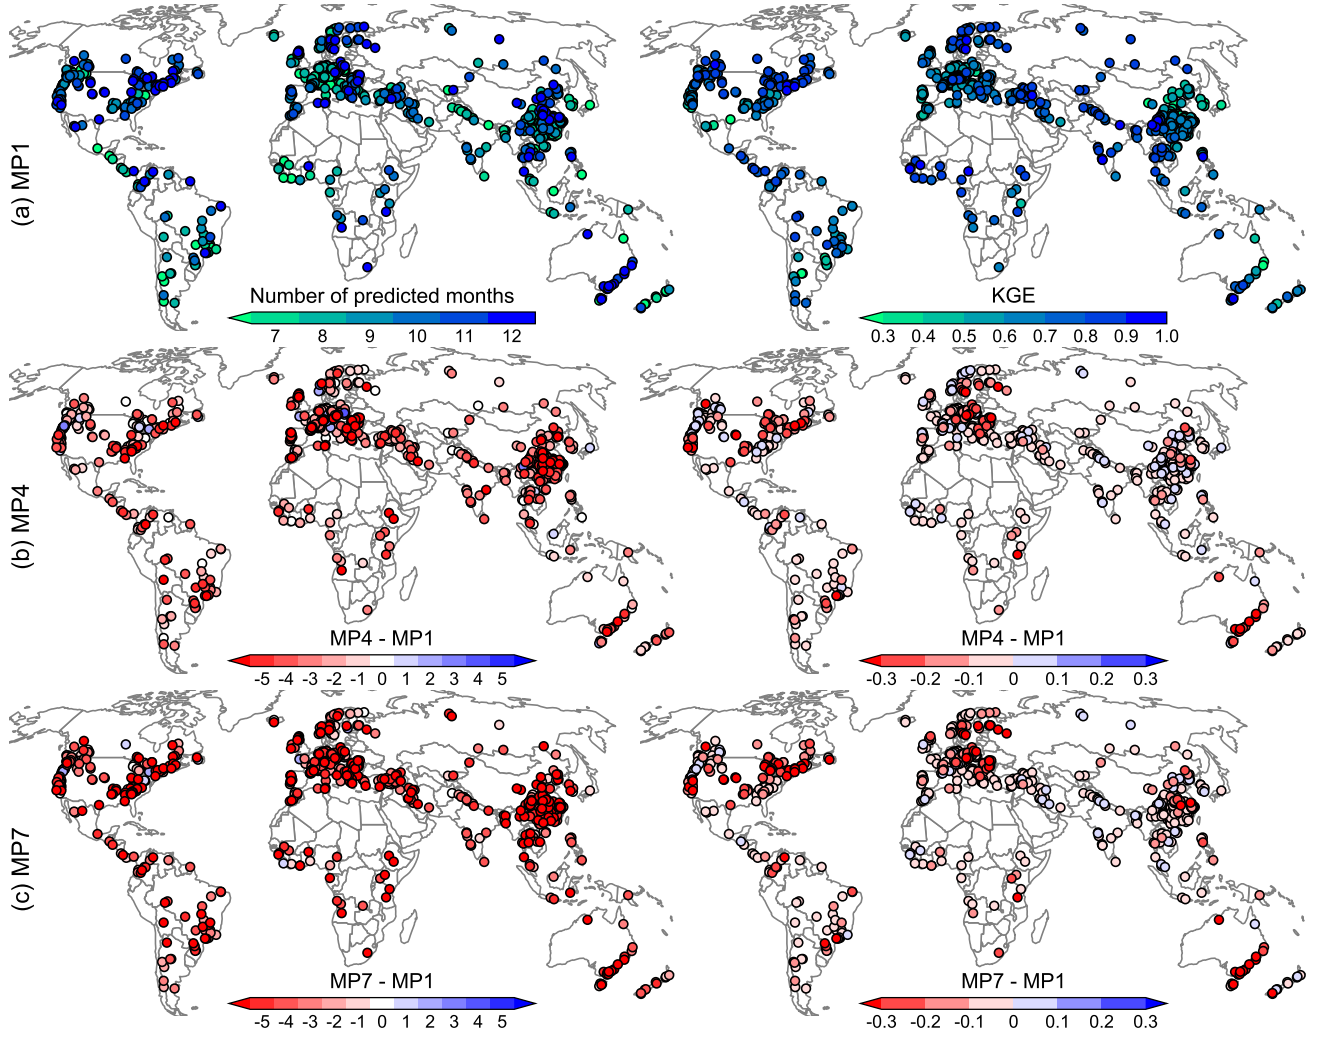 (a) MP1
Number of predicted months
7 8 9 10 11 12
KGE
0.3 0.4 0.5 0.6 0.7 0.8 0.9 1.0
(b) MP4
MP4 - MP1
-5 -4 -3 -2 -1 0 1 2 3 4 5
MP4 - MP1
-0.3 -0.2 -0.1 0 0.1 0.2 0.3
(c) MP7
MP7 - MP1
-5 -4 -3 -2 -1 0 1 2 3 4 5
MP7 - MP1
-0.3 -0.2 -0.1 0 0.1 0.2 0.3